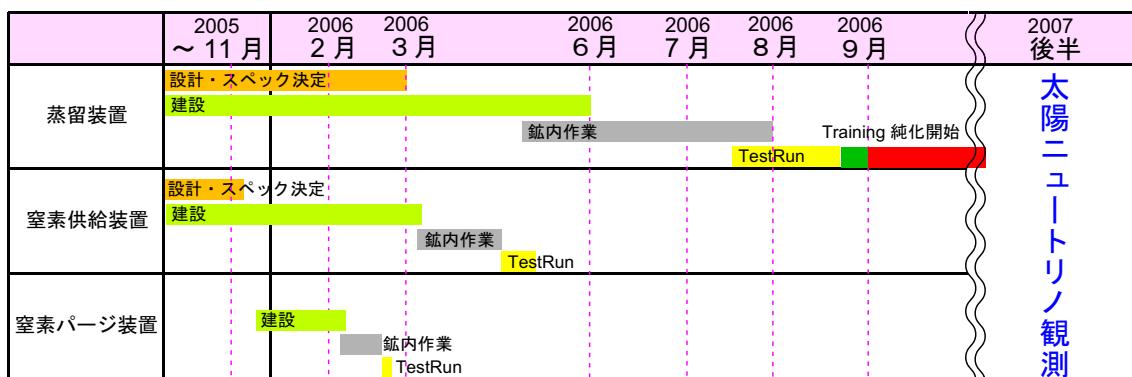 2005 2006 2006 2006 2006 2006 2006 2007
～ 11 月 2 月 3 月 6 月 7 月 8 月 9 月 後半
設計・スペック決定
建設
蒸留装置
鉱内作業 Training 純化開始
TestRun
設計・スペック決定
建設
窒素供給装置
鉱内作業
TestRun
建設
窒素パージ装置
鉱内作業
TestRun
太陽ニュートリノ観測